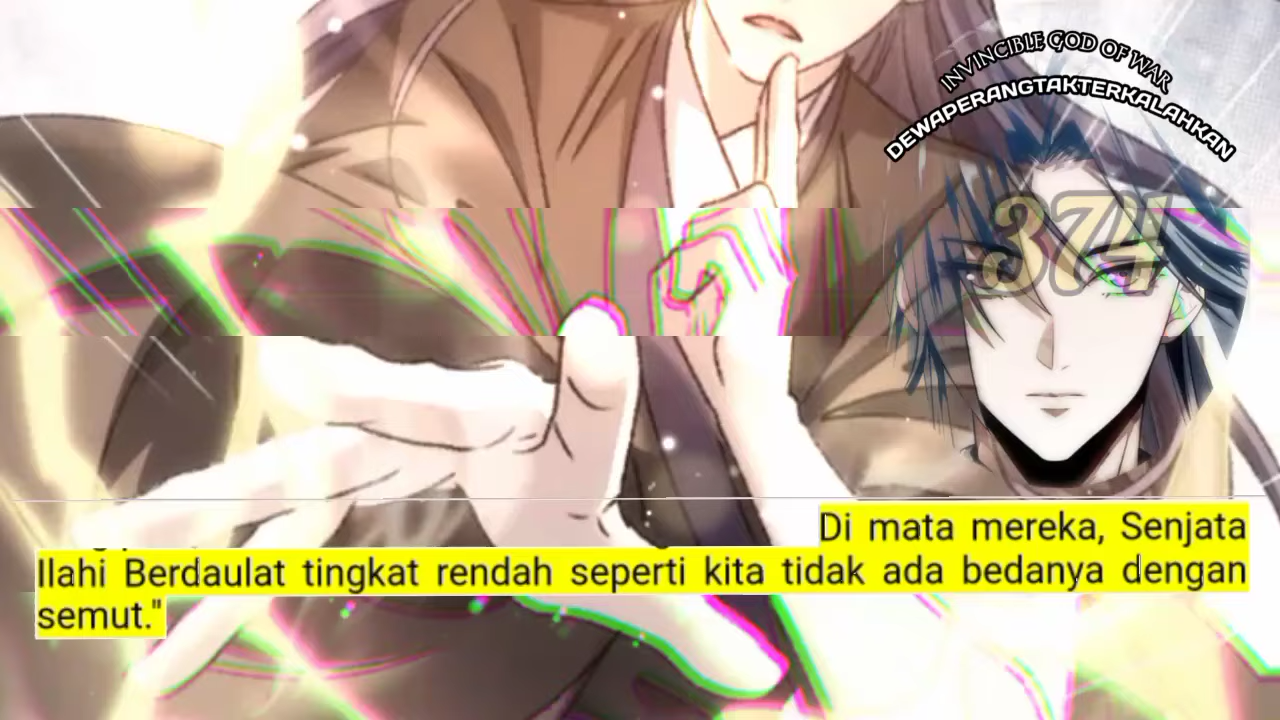 INVINCIBLE GOD OF WAR
DEWAPERANGTAKTERKALAHKAN
Di mata mereka, Senjata
Ilahi Berdaulat tingkat rendah seperti kita tidak ada bedanya dengan
semut."